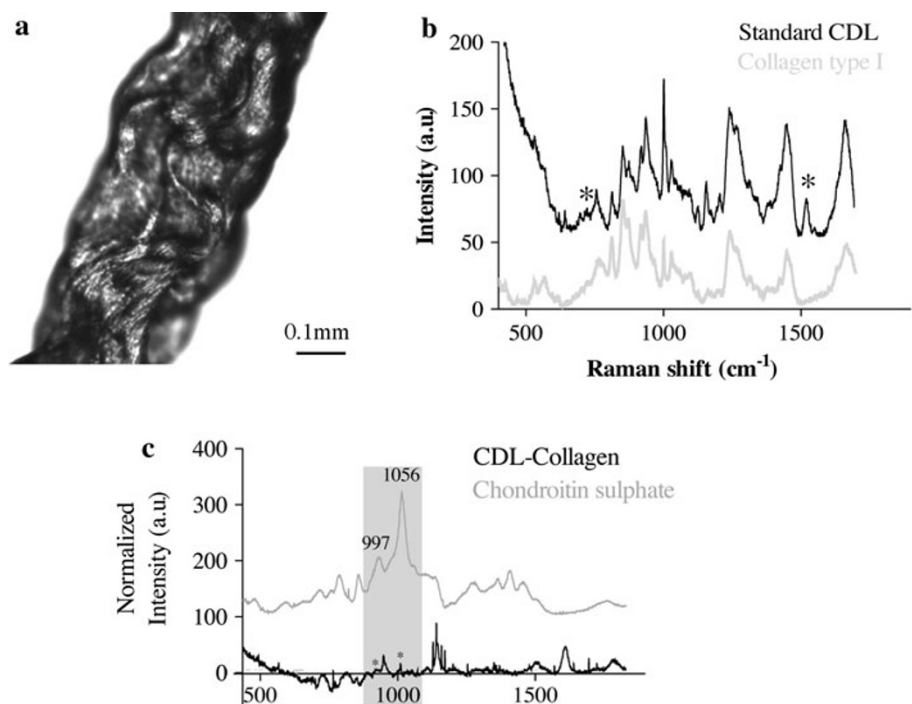 a
0.1mm
b
Standard CDL
Collagen type I
200
150
100
50
0
Intensity (a.u)
*
*
500
1000
1500
Raman shift (cm-1)
c
CDL-Collagen
Chondroitin sulphate
400
300
200
100
0
Normalized
Intensity (a.u)
1056
997
*
*
500
1000
1500